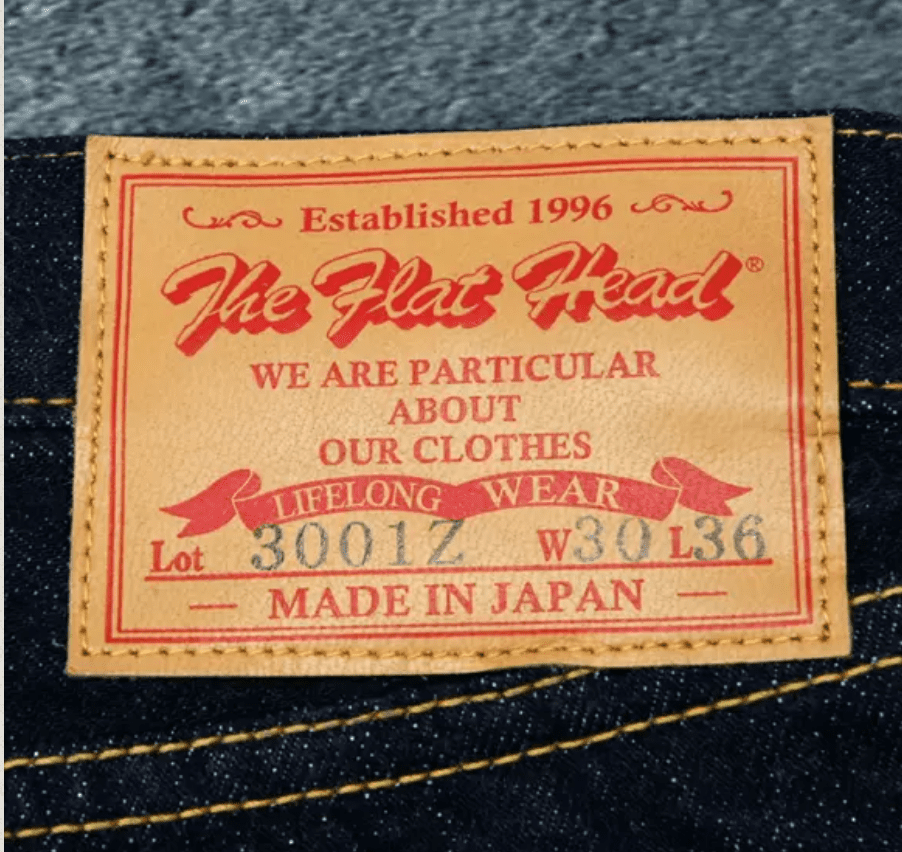 Established 1996
The Flat Head®
WE ARE PARTICULAR
ABOUT
OUR CLOTHES
LIFELONG WEAR
Lot 3001Z W30 L36
MADE IN JAPAN